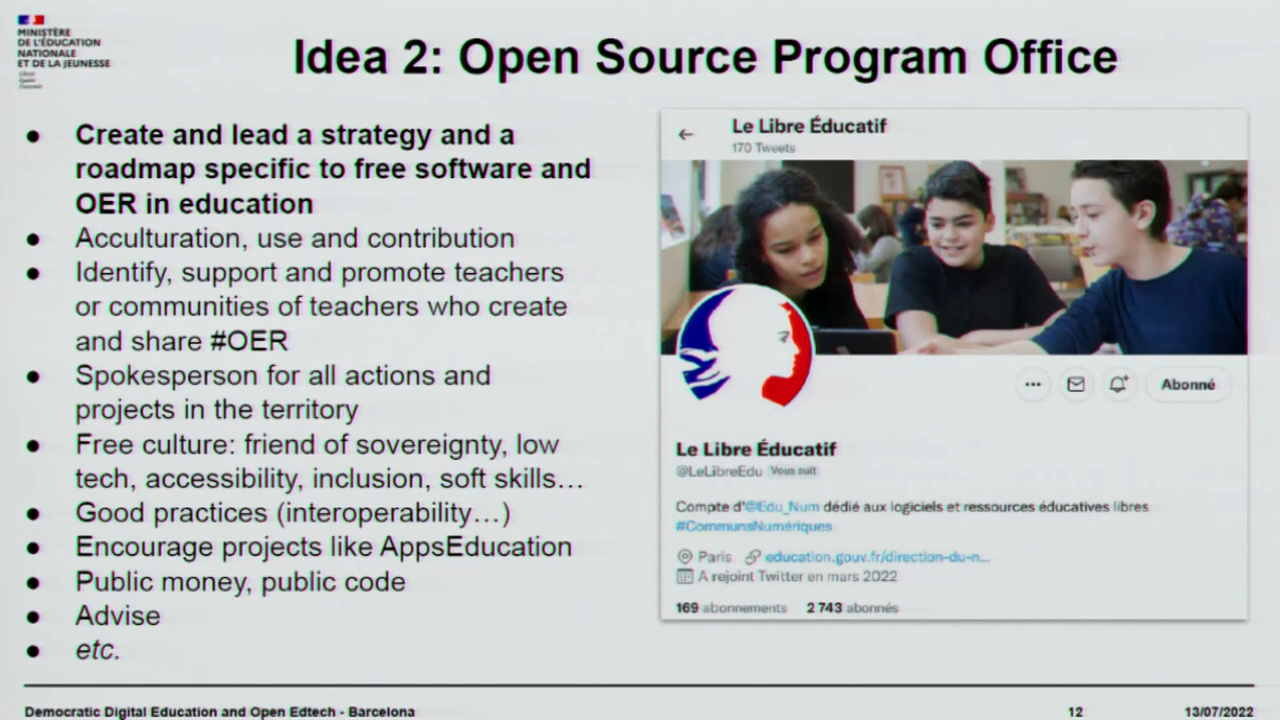 MINISTÈRE
DE L'ÉDUCATION
NATIONALE
ET DE LA JEUNESSE
Liberté
Égalité
Fraternité
Idea 2: Open Source Program Office
● Create and lead a strategy and a
roadmap specific to free software and
OER in education
● Acculturation, use and contribution
● Identify, support and promote teachers
or communities of teachers who create
and share #OER
● Spokesperson for all actions and
projects in the territory
● Free culture: friend of sovereignty, low
tech, accessibility, inclusion, soft skills…
● Good practices (interoperability…)
● Encourage projects like AppsEducation
● Public money, public code
● Advise
● etc.
Le Libre Éducatif
170 Tweets
Abonné
Le Libre Éducatif
@LeLibreEdu Vous suit
Compte d'@Edu_Num dédié aux logiciels et ressources éducatives libres
#CommunsNumériques
Paris education.gouv.fr/direction-du-n...
A rejoint Twitter en mars 2022
169 abonnements 2 743 abonnés
Democratic Digital Education and Open Edtech - Barcelona 12 13/07/2022